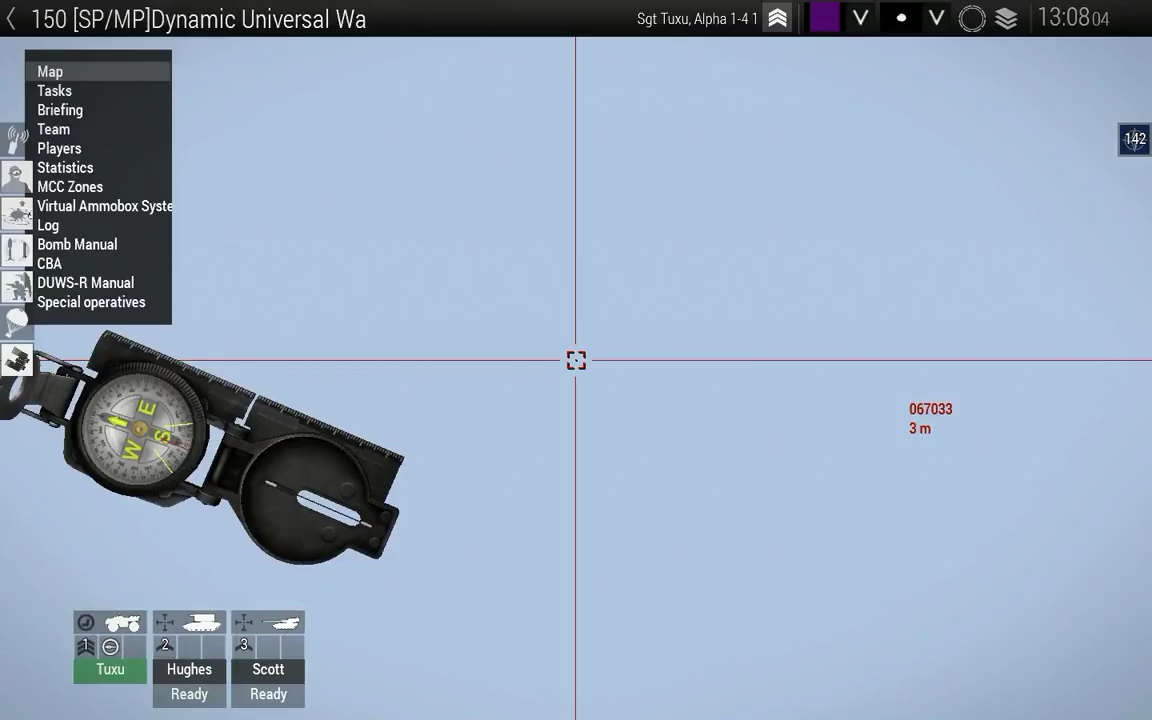 150 [SP/MP]Dynamic Universal Wa
Sgt Tuxu, Alpha 1-4 1
13:08 04
Map
Tasks
Briefing
Team
Players
Statistics
MCC Zones
Virtual Ammobox Syste
Log
Bomb Manual
CBA
DUWS-R Manual
Special operatives
142
067033
3 m
E
S
W
1
2
3
Tuxu
Hughes
Scott
Ready
Ready